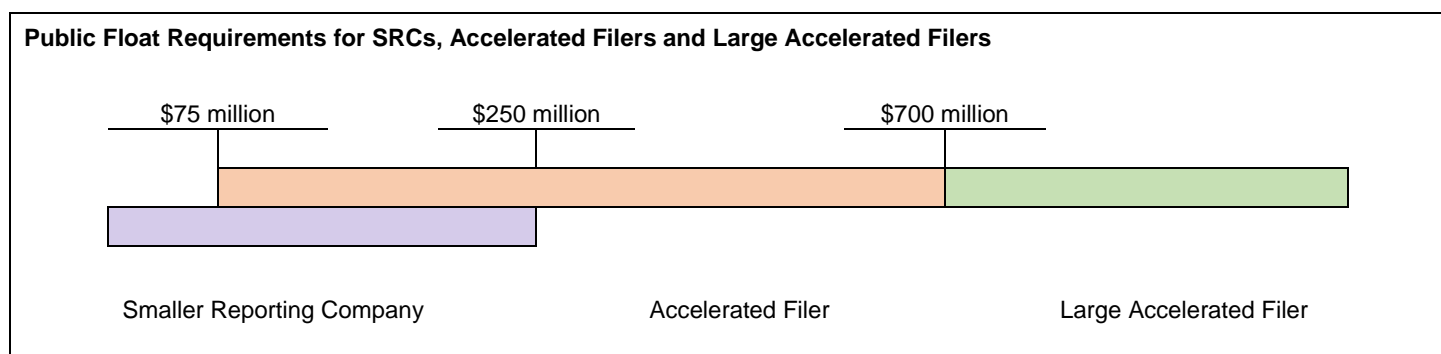 Public Float Requirements for SRCs, Accelerated Filers and Large Accelerated Filers
$75 million $250 million $700 million
Smaller Reporting Company Accelerated Filer Large Accelerated Filer